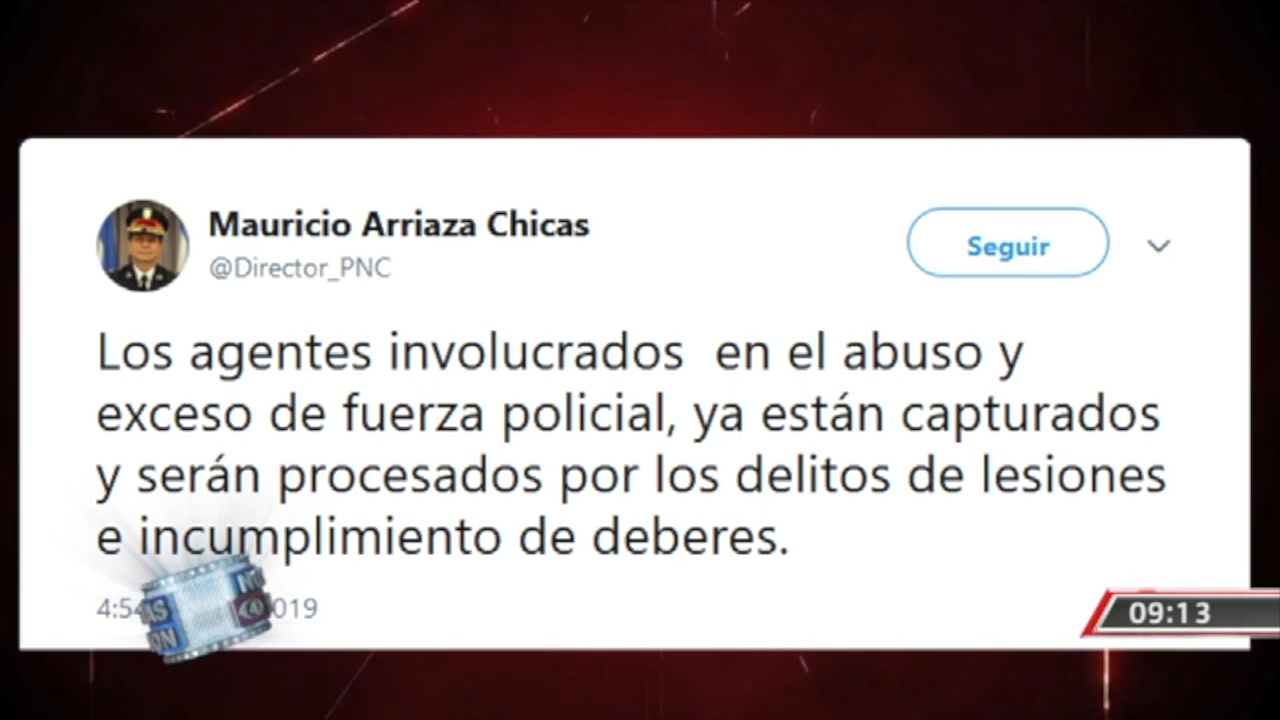 Mauricio Arriaza Chicas
@Director_PNC
Seguir
Los agentes involucrados en el abuso y
exceso de fuerza policial, ya están capturados
y serán procesados por los delitos de lesiones
e incumplimiento de deberes.
09:13